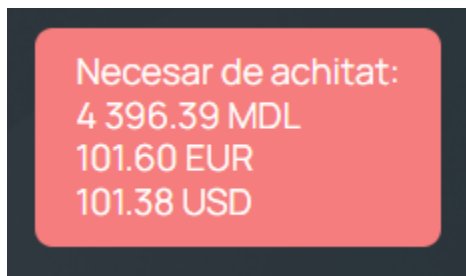 Necesar de achitat:
4 396.39 MDL
101.60 EUR
101.38 USD